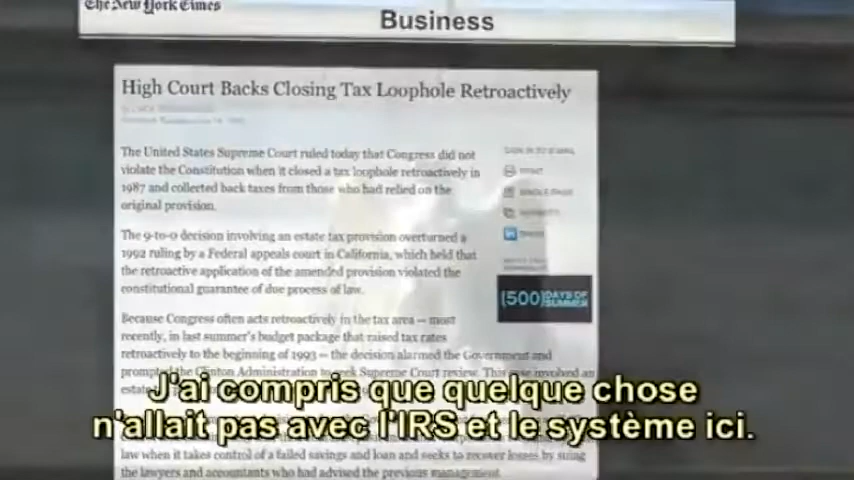 The New York Times
Business
High Court Backs Closing Tax Loophole Retroactively
The United States Supreme Court ruled today that Congress did not
violate the Constitution when it closed a tax loophole retroactively in
1987 and collected back taxes from those who had relied on the
original provision.
PRINT
SINGLE PAGE
REPRINTS
The 9-to-0 decision involving an estate tax provision overturned a
1992 ruling by a Federal appeals court in California, which held that
the retroactive application of the amended provision violated the
constitutional guarantee of due process of law.
(500) DAYS OF SUMMER
Because Congress often acts retroactively in the tax area — most
recently, in last summer's budget package that raised tax rates
retroactively to the beginning of 1993 — the decision alarmed the Government and
prompted the Clinton Administration to seek Supreme Court review. This case involved an
J'ai compris que quelque chose
n'allait pas avec l'IRS et le système ici.
law when it takes control of a failed savings and loan and seeks to recover losses by suing
the lawyers and accountants who had advised the previous management.